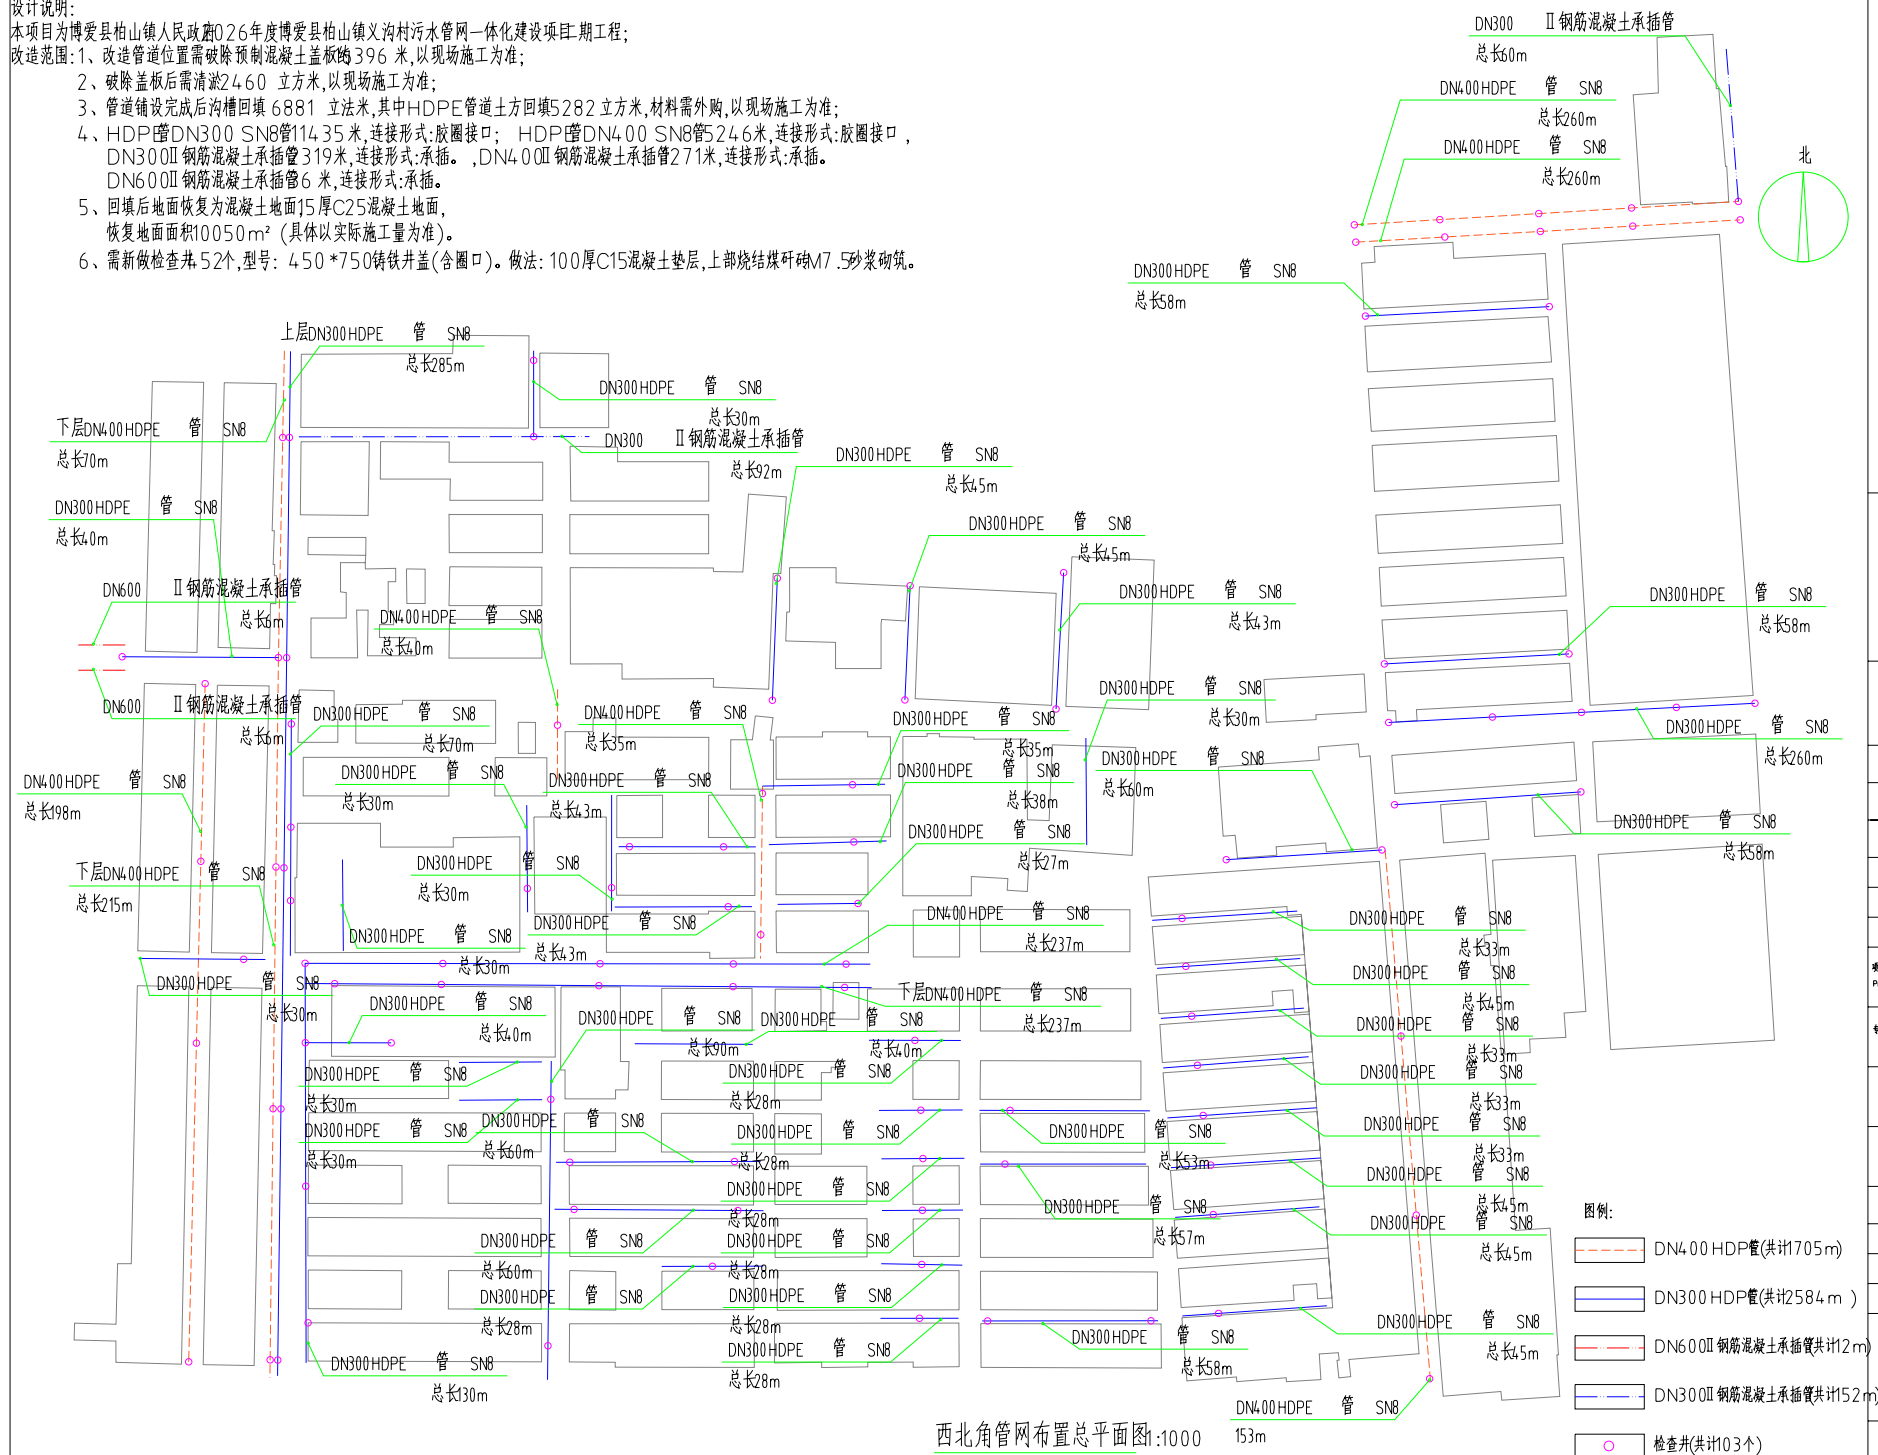 设计说明:
本项目为博爱县柏山镇人民政府2026年度博爱县柏山镇义沟村污水管网一体化建设项目二期工程;
改造范围:1、改造管道位置需破除预制混凝土盖板约396 米,以现场施工为准;
2、破除盖板后需清淤2460 立方米,以现场施工为准;
3、管道铺设完成后沟槽回填 6881 立法米,其中HDPE管道土方回填5282立方米,材料需外购,以现场施工为准;
4、HDPE管DN300 SN8管11435米,连接形式:胶圈接口; HDPE管DN400 SN8管5246米,连接形式:胶圈接口 ,
DN300Ⅱ钢筋混凝土承插管319米,连接形式:承插。 ,DN400Ⅱ钢筋混凝土承插管271米,连接形式:承插。
DN600Ⅱ钢筋混凝土承插管36 米,连接形式:承插。
5、回填后地面恢复为混凝土地面,15厚C25混凝土地面,
恢复地面面积10050m² (具体以实际施工量为准)。
6、需新做检查井452个,型号: 450*750铸铁井盖(含圈口)。做法: 100厚C15混凝土垫层,上部烧结煤矸砖M7.5砂浆砌筑。
DN300 Ⅱ钢筋混凝土承插管
总长60m
DN400HDPE 管 SN8
总长260m
DN400HDPE 管 SN8
总长260m
北
DN300HDPE 管 SN8
总长58m
上层DN300HDPE 管 SN8
总长285m
DN300HDPE 管 SN8
总长30m
下层DN400HDPE 管 SN8
总长70m
DN300 Ⅱ钢筋混凝土承插管
总长92m
DN300HDPE 管 SN8
总长45m
DN300HDPE 管 SN8
总长40m
DN300HDPE 管 SN8
总长45m
DN600 Ⅱ钢筋混凝土承插管
总长6m
DN400HDPE 管 SN8
总长40m
DN300HDPE 管 SN8
总长43m
DN300HDPE 管 SN8
总长58m
DN600 Ⅱ钢筋混凝土承插管
总长6m
DN300HDPE 管 SN8
总长70m
DN400HDPE 管 SN8
总长35m
DN300HDPE 管 SN8
总长35m
DN300HDPE 管 SN8
总长30m
DN300HDPE 管 SN8
总长260m
DN400HDPE 管 SN8
总长198m
DN300HDPE 管 SN8
总长30m
DN300HDPE 管 SN8
总长43m
DN300HDPE 管 SN8
总长38m
DN300HDPE 管 SN8
总长60m
DN300HDPE 管 SN8
总长27m
DN300HDPE 管 SN8
总长58m
下层DN400HDPE 管 SN8
总长215m
DN300HDPE 管 SN8
总长30m
DN300HDPE 管 SN8
总长30m
DN300HDPE 管 SN8
总长43m
DN400HDPE 管 SN8
总长237m
DN300HDPE 管 SN8
总长33m
DN300HDPE 管 SN8
总长30m
DN300HDPE 管 SN8
总长40m
DN300HDPE 管 SN8
总长90m
DN300HDPE 管 SN8
总长40m
下层DN400HDPE 管 SN8
总长237m
DN300HDPE 管 SN8
总长45m
DN300HDPE 管 SN8
总长33m
DN300HDPE 管 SN8
总长30m
DN300HDPE 管 SN8
总长28m
DN300HDPE 管 SN8
总长33m
DN300HDPE 管 SN8
总长30m
DN300HDPE 管 SN8
总长60m
DN300HDPE 管 SN8
总长28m
DN300HDPE 管 SN8
总长53m
DN300HDPE 管 SN8
总长33m
DN300HDPE 管 SN8
总长28m
DN300HDPE 管 SN8
总长57m
DN300HDPE 管 SN8
总长45m
DN300HDPE 管 SN8
总长60m
DN300HDPE 管 SN8
总长28m
DN300HDPE 管 SN8
总长45m
DN300HDPE 管 SN8
总长28m
DN300HDPE 管 SN8
总长28m
DN300HDPE 管 SN8
总长130m
DN300HDPE 管 SN8
总长28m
DN300HDPE 管 SN8
总长58m
DN300HDPE 管 SN8
总长45m
DN400HDPE 管 SN8
153m
图例:
DN400 HDP管(共计1705m)
DN300 HDP管(共计2584m )
DN600Ⅱ钢筋混凝土承插管(共计12m)
DN300Ⅱ钢筋混凝土承插管(共计152m)
检查井(共计103个)
西北角管网布置总平面图1:1000